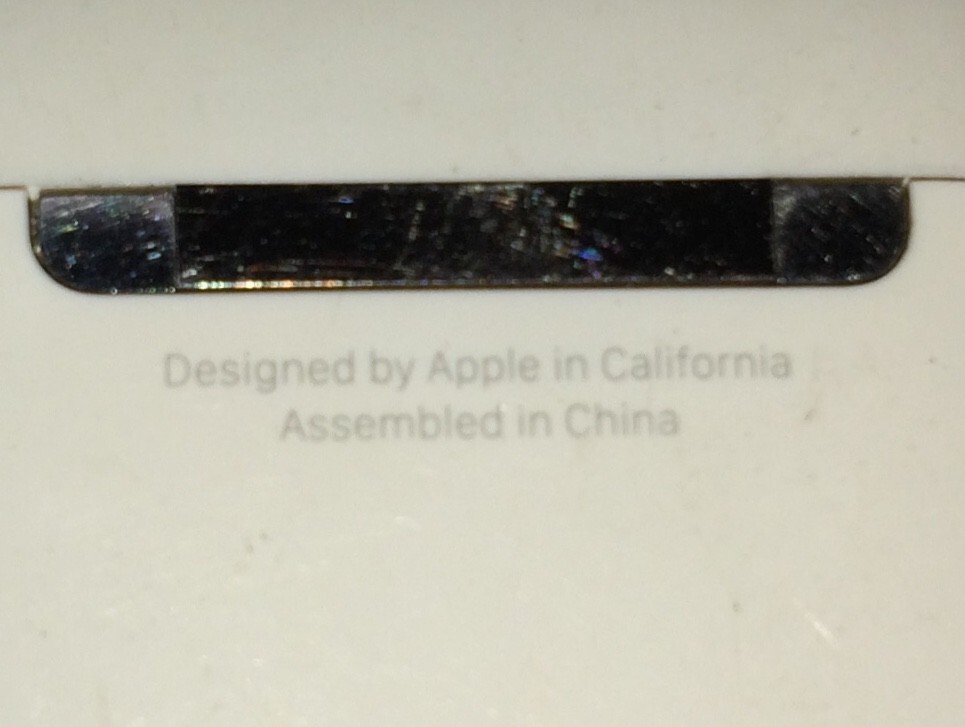 Designed by Apple in California
Assembled in China